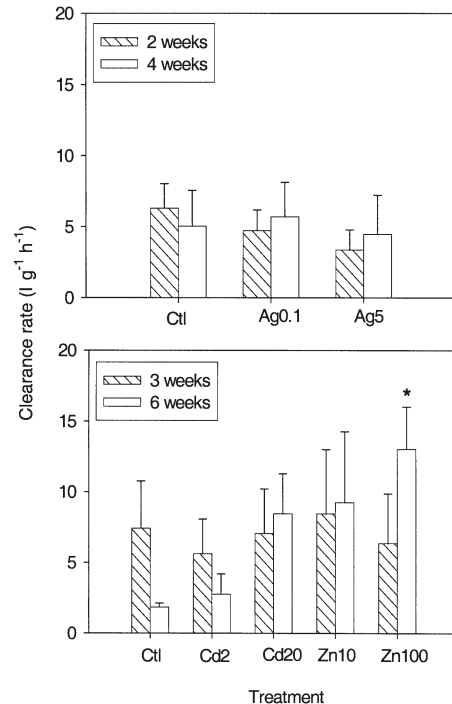 20
15
10
5
0
2 weeks
4 weeks
Ctl
Ag0.1
Ag5
Clearance rate (l g⁻¹ h⁻¹)
20
15
10
5
0
3 weeks
6 weeks
*
Ctl
Cd2
Cd20
Zn10
Zn100
Treatment